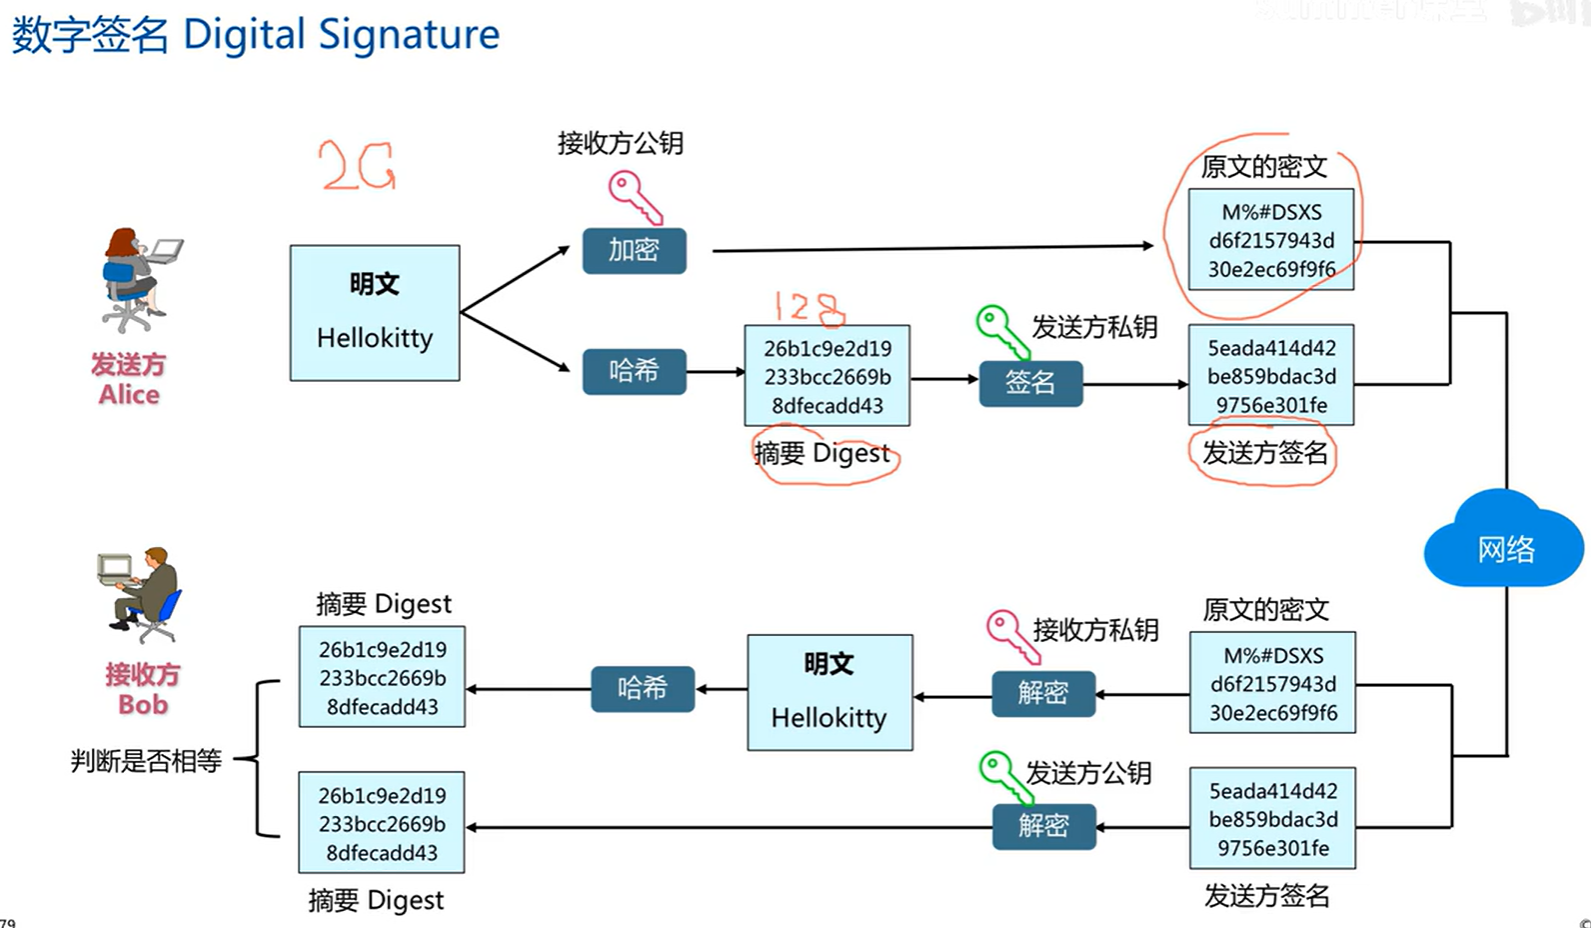 数字签名 Digital Signature
2G
接收方公钥
加密
原文的密文
M%#DSXS
d6f2157943d
30e2ec69f9f6
明文
Hellokitty
发送方
Alice
哈希
128
26b1c9e2d19
233bcc2669b
8dfecadd43
摘要 Digest
发送方私钥
签名
5eada414d42
be859bdac3d
9756e301fe
发送方签名
网络
接收方
Bob
判断是否相等
摘要 Digest
26b1c9e2d19
233bcc2669b
8dfecadd43
哈希
明文
Hellokitty
接收方私钥
解密
原文的密文
M%#DSXS
d6f2157943d
30e2ec69f9f6
26b1c9e2d19
233bcc2669b
8dfecadd43
摘要 Digest
发送方公钥
解密
5eada414d42
be859bdac3d
9756e301fe
发送方签名
79
©